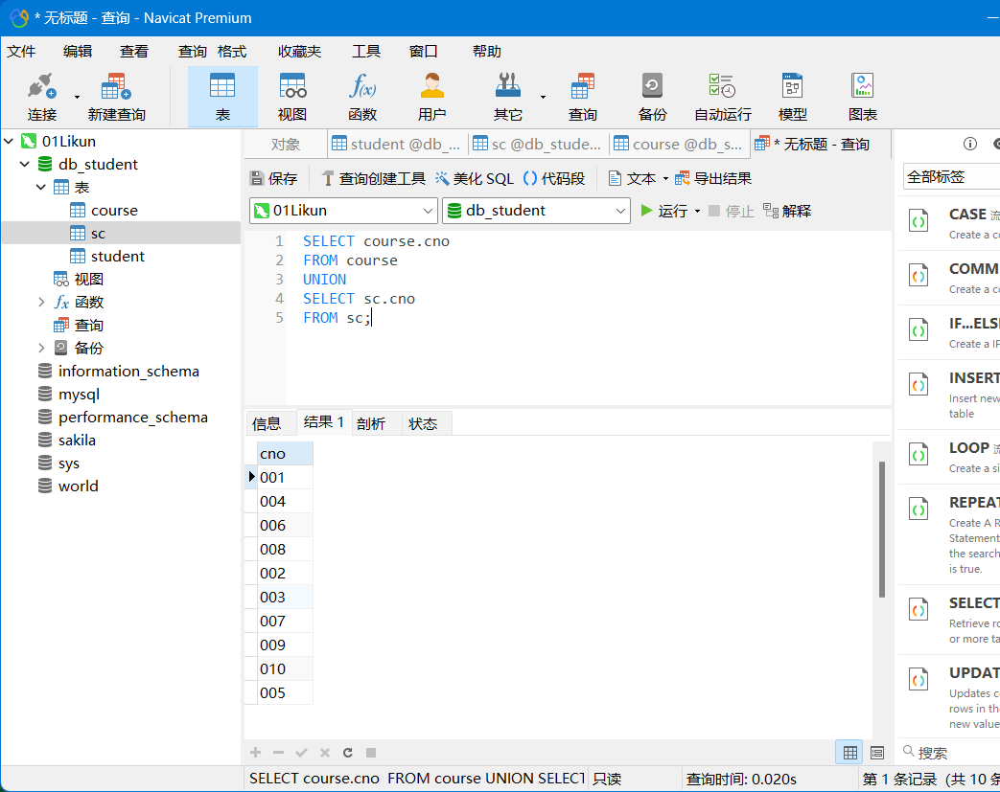 * 无标题 - 查询 - Navicat Premium
文件 编辑 查看 查询 格式 收藏夹 工具 窗口 帮助
连接 新建查询 表 视图 函数 用户 其它 查询 备份 自动运行 模型 图表
01Likun
db_student
表
course
sc
student
视图
函数
查询
备份
information_schema
mysql
performance_schema
sakila
sys
world
对象 student @db_... sc @db_stude... course @db_s... * 无标题 - 查询
保存 查询创建工具 美化 SQL () 代码段 文本 导出结果
01Likun db_student 运行 停止 解释
1 SELECT course.cno
2 FROM course
3 UNION
4 SELECT sc.cno
5 FROM sc;
信息 结果 1 剖析 状态
cno
001
004
006
008
002
003
007
009
010
005
全部标签
CASE 流
Create a c
COMM
Create a c
IF...ELS
Create a IF
INSERT
Insert new
table
LOOP 流
Create a si
REPEAT
Create A R
Statement
the search
is true.
SELECT
Retrieve ro
or more ta
UPDAT
Updates c
rows in th
new value
搜索
SELECT course.cno FROM course UNION SELECT 只读 查询时间: 0.020s 第 1 条记录 (共 10 条